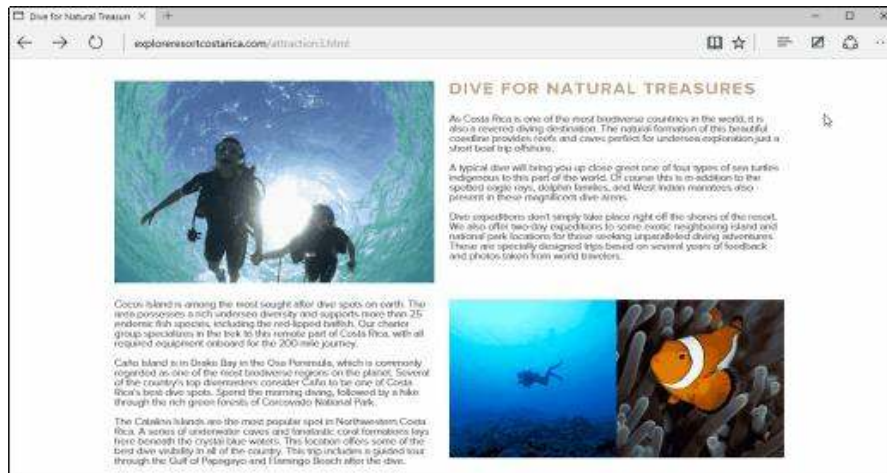 Dive for Natural Treasun
exploreresortcostarica.com/attraction3.html
DIVE FOR NATURAL TREASURES
As Costa Rica is one of the most biodiverse countries in the world, it is
also a revered diving destination. The natural formation of this beautiful
coastline provides reefs and caves perfect for undersea exploration just a
short boat trip offshore.
A typical dive will bring you up close greet one of four types of sea turtles
indigenous to this part of the world. Of course this is in addition to the
spotted eagle rays, dolphin families, and West Indian manatees also
present in these magnificent dive areas.
Dive expeditions don't simply take place right off the shores of the resort.
We also offer two-day expeditions to some exotic neighboring island and
national park locations for those seeking unparalleled diving adventures.
These are specially designed trips based on several years of feedback
and photos taken from world travelers.
Cocos Island is among the most sought after dive spots on earth. The
area possesses a rich undersea diversity and supports more than 25
endemic fish species, including the red-lipped batfish. Our charter
group specializes in the trek to this remote part of Costa Rica, with all
required equipment onboard for the 200-mile journey.
Caño Island is in Drake Bay in the Osa Peninsula, which is commonly
regarded as one of the most biodiverse regions on the planet. Several
of the country's top divemasters consider Caño to be one of Costa
Rica's best dive spots. Spend the morning diving, followed by a hike
through the rich green forests of Corcovado National Park.
The Catalina Islands are the most popular spot in Northwestern Costa
Rica. A series of underwater caves and fanatastic coral formations lays
here beneath the crystal blue waters. This location offers some of the
best dive visibility in all of the country. This trip includes a guided tour
through the Gulf of Papagayo and Flamingo Beach after the dive.